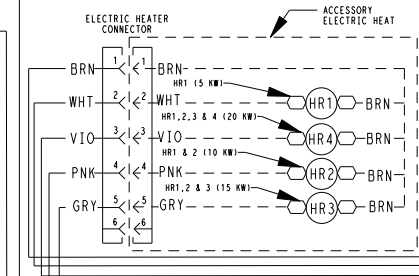 ACCESSORY
ELECTRIC HEAT
ELECTRIC HEATER
CONNECTOR
BRN 1 1 BRN
HR1 (5 KW)
WHT 2 2 WHT HR1 BRN
HR1,2,3 & 4 (20 KW)
VIO 3 3 VIO HR4 BRN
HR1 & 2 (10 KW)
PNK 4 4 PNK HR2 BRN
HR1,2 & 3 (15 KW)
GRY 5 5 GRY HR3 BRN
6 6